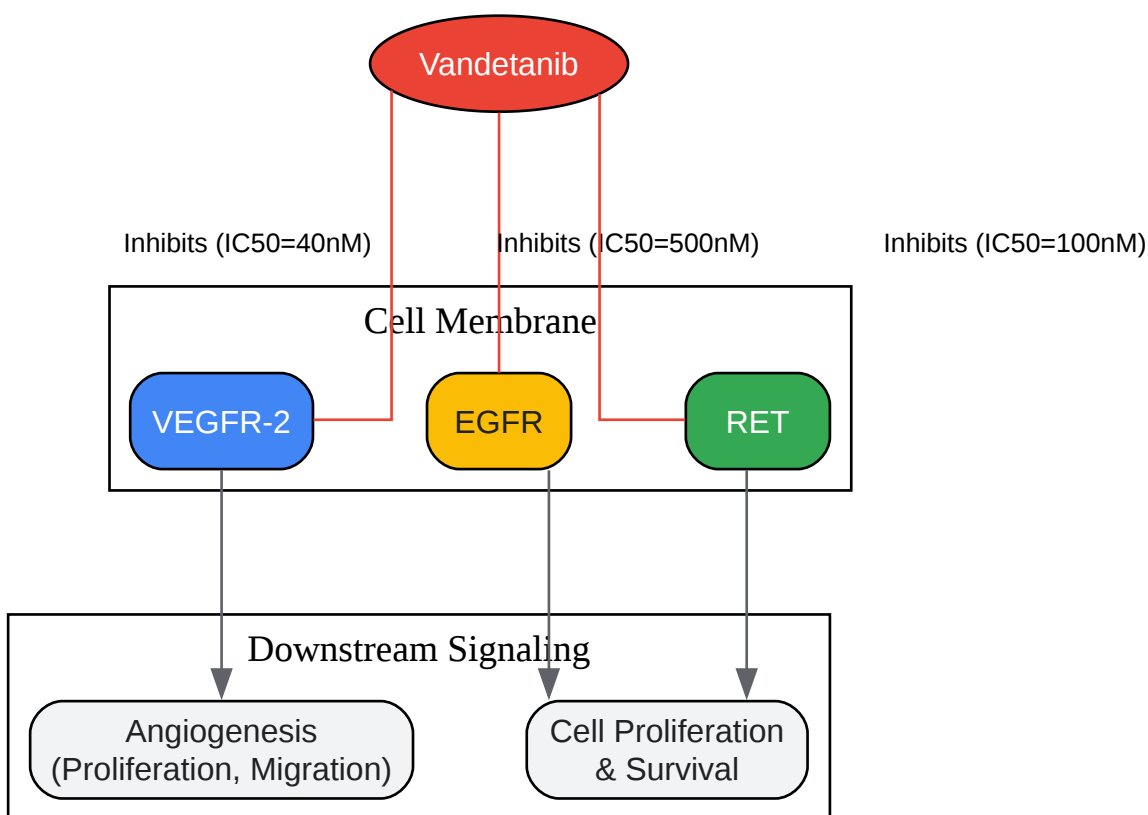 Vandetanib
Inhibits (IC50=40nM)
Inhibits (IC50=500nM)
Inhibits (IC50=100nM)
Cell Membrane
VEGFR-2
EGFR
RET
Downstream Signaling
Angiogenesis
(Proliferation, Migration)
Cell Proliferation
& Survival